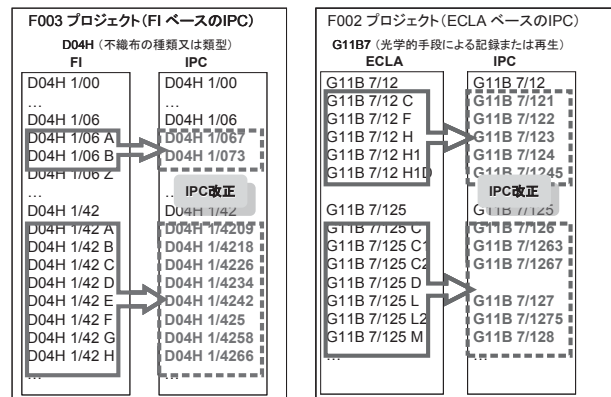 F003 プロジェクト（FI ベースのIPC）
D04H（不織布の種類又は類型）
FI IPC
D04H 1/00 D04H 1/00
… …
D04H 1/06 D04H 1/06
D04H 1/06 A D04H 1/067
D04H 1/06 B D04H 1/073
D04H 1/06 Z
IPC改正
… …
D04H 1/42 D04H 1/42
D04H 1/42 A D04H 1/4209
D04H 1/42 B D04H 1/4218
D04H 1/42 C D04H 1/4226
D04H 1/42 D D04H 1/4234
D04H 1/42 E D04H 1/4242
D04H 1/42 F D04H 1/425
D04H 1/42 G D04H 1/4258
D04H 1/42 H D04H 1/4266
… …
F002 プロジェクト（ECLA ベースのIPC）
G11B7（光学的手段による記録または再生）
ECLA IPC
G11B 7/12 G11B 7/12
G11B 7/12 C G11B 7/121
G11B 7/12 F G11B 7/122
G11B 7/12 H G11B 7/123
G11B 7/12 H1 G11B 7/124
G11B 7/12 H1D G11B 7/1245
IPC改正
G11B 7/125 G11B 7/125
G11B 7/125 C G11B 7/126
G11B 7/125 C1 G11B 7/1263
G11B 7/125 C2 G11B 7/1267
G11B 7/125 D
G11B 7/125 L G11B 7/127
G11B 7/125 L2 G11B 7/1275
G11B 7/125 M G11B 7/128
… …